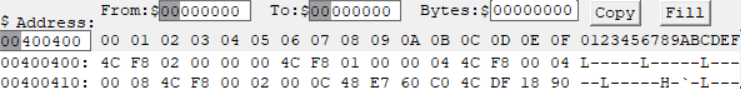 From:$00000000 To:$00000000 Bytes:$00000000 Copy Fill
$ Address:
00400400 00 01 02 03 04 05 06 07 08 09 0A 0B 0C 0D 0E 0F 0123456789ABCDEF
00400400: 4C F8 02 00 00 00 4C F8 01 00 00 04 4C F8 00 04 L-----L-----L---
00400410: 00 08 4C F8 00 02 00 0C 48 E7 60 C0 4C DF 18 90 --L-----H-`-L---